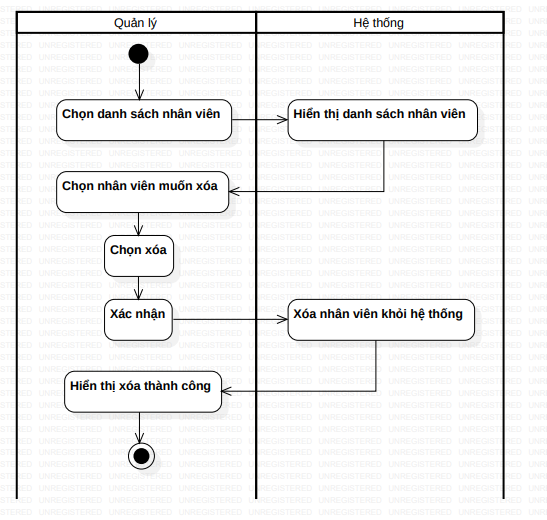 Quản lý
Hệ thống
Chọn danh sách nhân viên
Hiển thị danh sách nhân viên
Chọn nhân viên muốn xóa
Chọn xóa
Xác nhận
Xóa nhân viên khỏi hệ thống
Hiển thị xóa thành công
UNREGISTERED